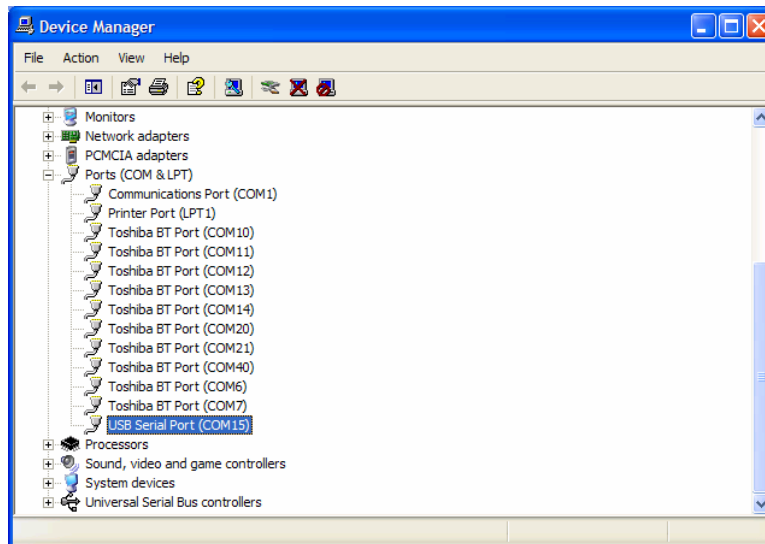 Device Manager
File Action View Help
Monitors
Network adapters
PCMCIA adapters
Ports (COM & LPT)
Communications Port (COM1)
Printer Port (LPT1)
Toshiba BT Port (COM10)
Toshiba BT Port (COM11)
Toshiba BT Port (COM12)
Toshiba BT Port (COM13)
Toshiba BT Port (COM14)
Toshiba BT Port (COM20)
Toshiba BT Port (COM21)
Toshiba BT Port (COM40)
Toshiba BT Port (COM6)
Toshiba BT Port (COM7)
USB Serial Port (COM15)
Processors
Sound, video and game controllers
System devices
Universal Serial Bus controllers